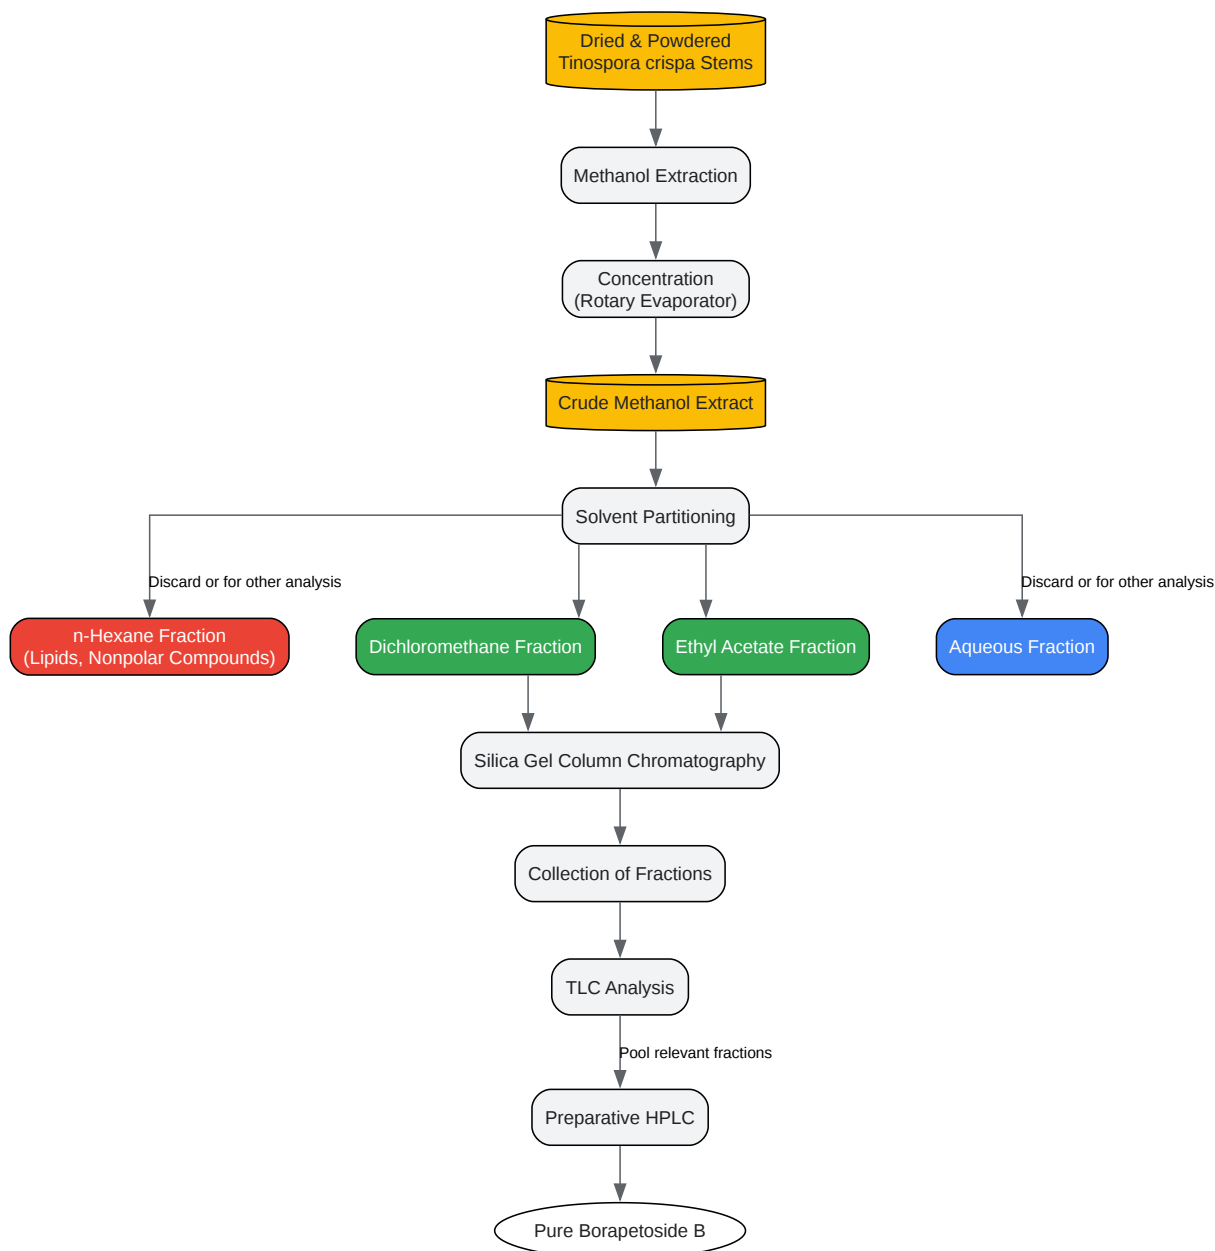 Dried & Powdered
Tinospora crispa Stems
Methanol Extraction
Concentration
(Rotary Evaporator)
Crude Methanol Extract
Solvent Partitioning
Discard or for other analysis
Discard or for other analysis
n-Hexane Fraction
(Lipids, Nonpolar Compounds)
Dichloromethane Fraction
Ethyl Acetate Fraction
Aqueous Fraction
Silica Gel Column Chromatography
Collection of Fractions
TLC Analysis
Pool relevant fractions
Preparative HPLC
Pure Borapetoside B